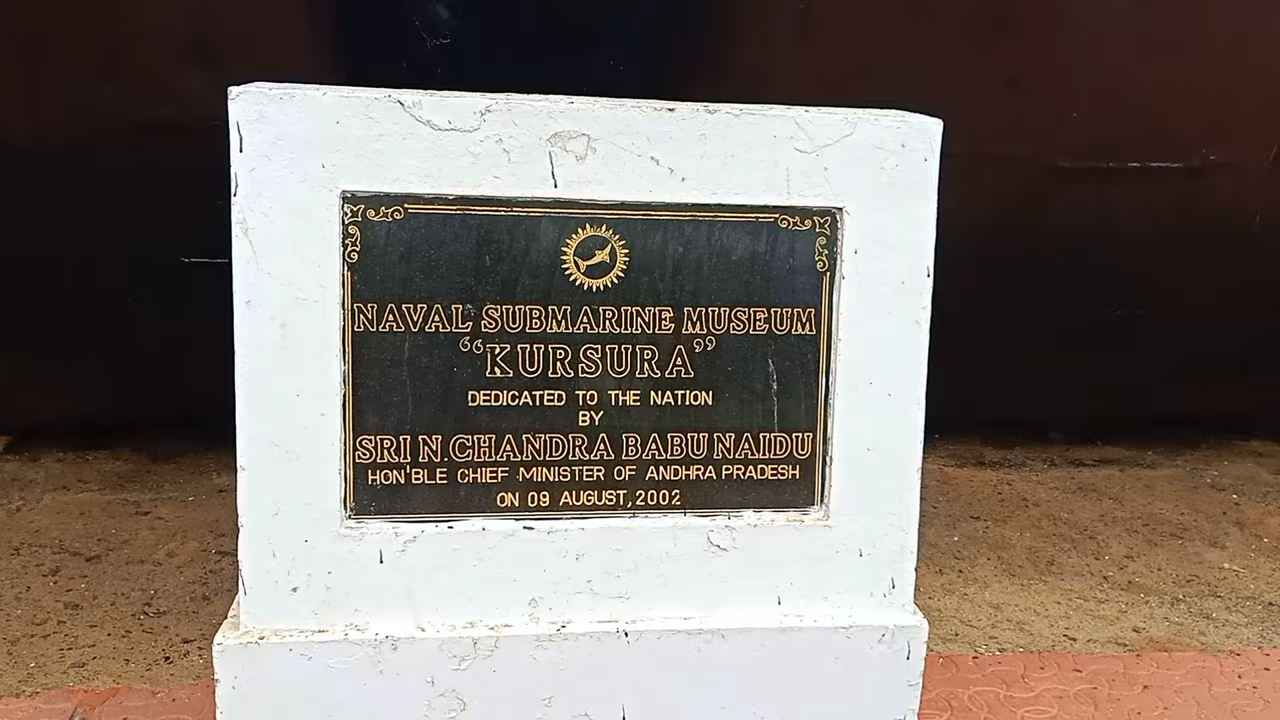 NAVAL SUBMARINE MUSEUM
“KURSURA”
DEDICATED TO THE NATION
BY
SRI N.CHANDRA BABU NAIDU
HON'BLE CHIEF MINISTER OF ANDHRA PRADESH
ON 09 AUGUST,2002